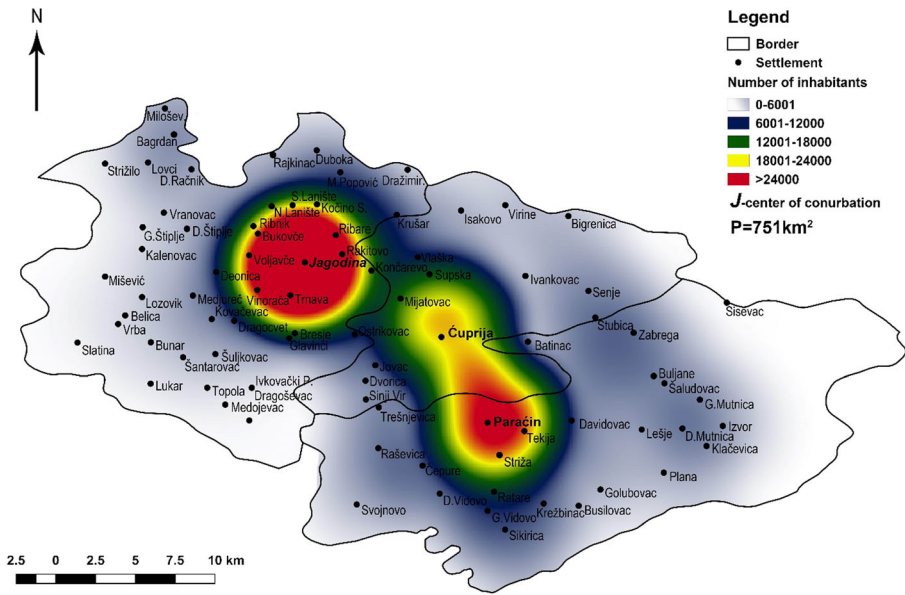 N
Legend
Border
Settlement
Number of inhabitants
0-6001
6001-12000
12001-18000
18001-24000
>24000
J-center of conurbation
P=751km²
Milošev.
Bagrdan
Strižilo
Lovci
D.Račnik
Rajkinac
Duboka
M.Popović
Dražimir.
Vranovac
S.Lanište
N.Lanište
Kočino S.
Krušar
Isakovo
Virine
Bigrenica
G.Štiplje
D.Štiplje
Ribnik
Bukovče
Ribare
Kalenovac
Voljavče
Rakitovo
Jagodina
Vlaška
Končarevo
Supska
Mišević
Deonica
Ivankovac
Senje
Lozovik
Medjureč
Vinorača
Trnava
Mijatovac
Sisevac
Belica
Vrba
Kovačevac
Dragocvet
Bresje
Glavinci
Ostrikovac
Ćuprija
Stubica
Zabrega
Slatina
Bunar
Šuljkovac
Batinac
Šantarovac
Jovac
Lukar
Topola
Ivkovački P.
Dragoševac
Dvorica
Sinji Vir
Buljane
Šaludovac
Medojevac
Trešnjevica
G.Mutnica
Paraćin
Tekija
Davidovac
Lešje
D.Mutnica
Izvor
Klačevica
Raševica
Striža
Čepure
Plana
Svojnovo
D.Vidovo
Ratare
G.Vidovo
Krežbinac
Golubovac
Busilovac
Sikirica
2.5 0 2.5 5 7.5 10 km